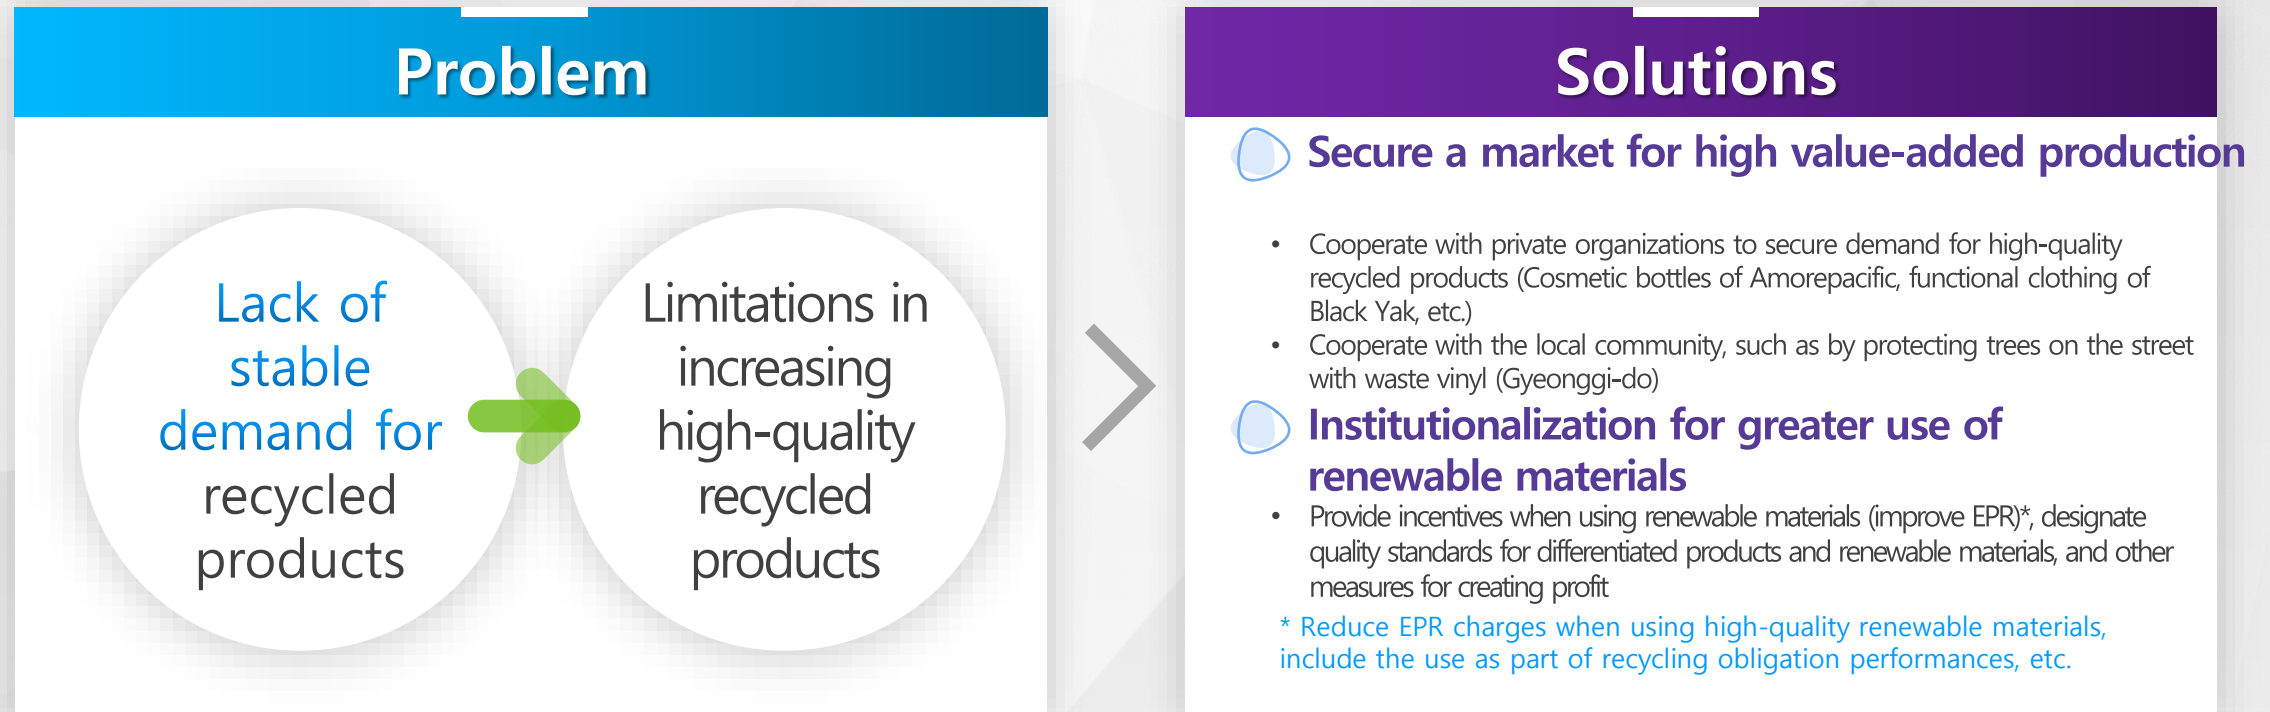 Problem
Lack of
stable
demand for
recycled
products
Limitations in
increasing
high-quality
recycled
products
Solutions
Secure a market for high value-added production
• Cooperate with private organizations to secure demand for high-quality
recycled products (Cosmetic bottles of Amorepacific, functional clothing of
Black Yak, etc.)
• Cooperate with the local community, such as by protecting trees on the street
with waste vinyl (Gyeonggi-do)
Institutionalization for greater use of
renewable materials
• Provide incentives when using renewable materials (improve EPR)*, designate
quality standards for differentiated products and renewable materials, and other
measures for creating profit
* Reduce EPR charges when using high-quality renewable materials,
include the use as part of recycling obligation performances, etc.